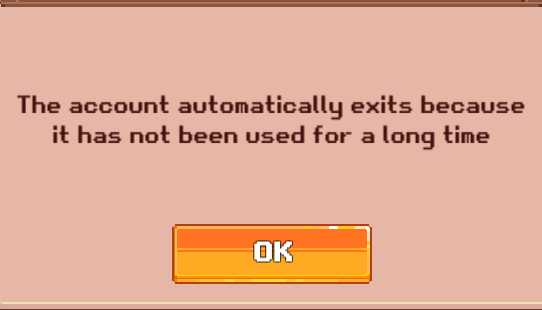 The account automatically exits because
it has not been used for a long time
OK